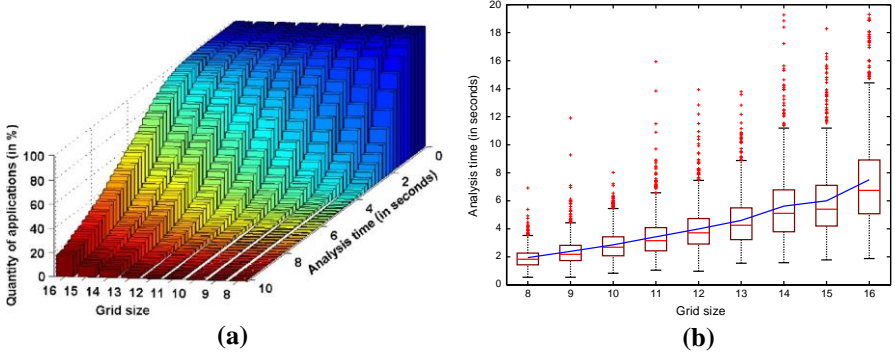 Quantity of applications (in %)
100
80
60
40
20
0
16 15 14 13 12 11 10 9 8
Grid size
10 8 6 4 2 0
Analysis time (in seconds)
(a)
Analysis time (in seconds)
20
18
16
14
12
10
8
6
4
2
0
8 9 10 11 12 13 14 15 16
Grid size
(b)